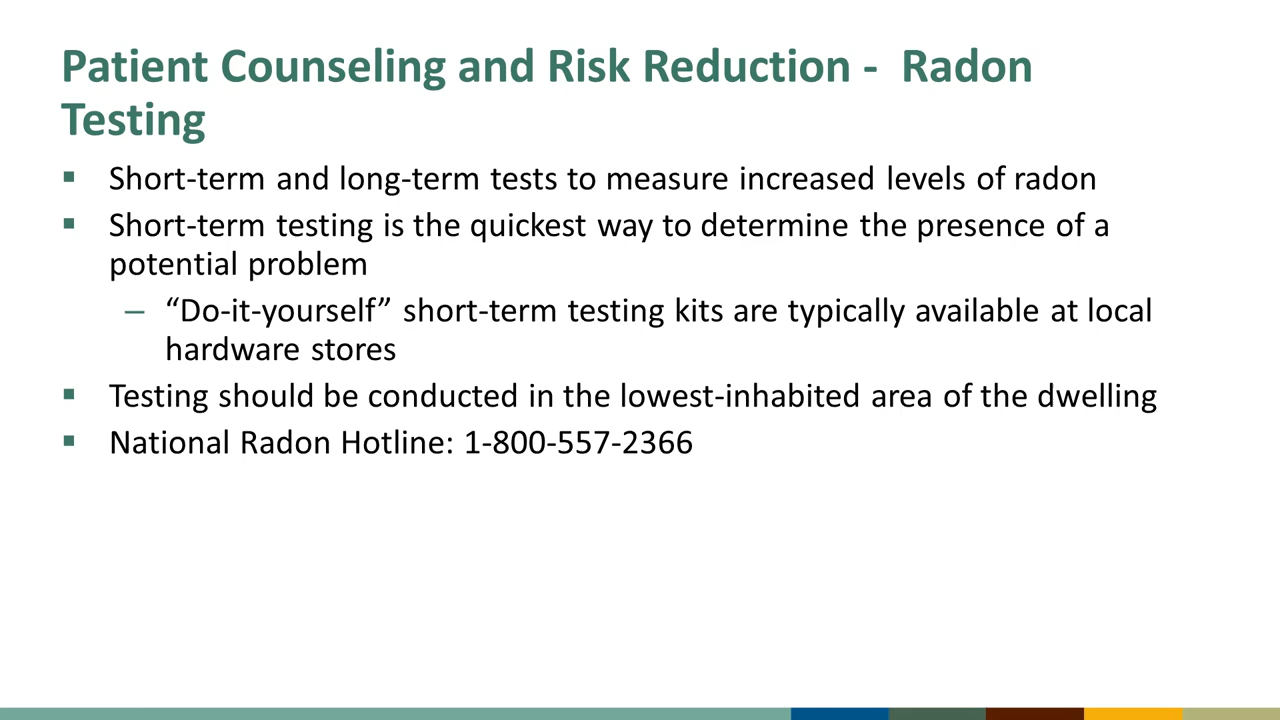 Patient Counseling and Risk Reduction -  Radon
Testing
▪ Short-term and long-term tests to measure increased levels of radon
▪ Short-term testing is the quickest way to determine the presence of a
potential problem
– “Do-it-yourself” short-term testing kits are typically available at local
hardware stores
▪ Testing should be conducted in the lowest-inhabited area of the dwelling
▪ National Radon Hotline: 1-800-557-2366